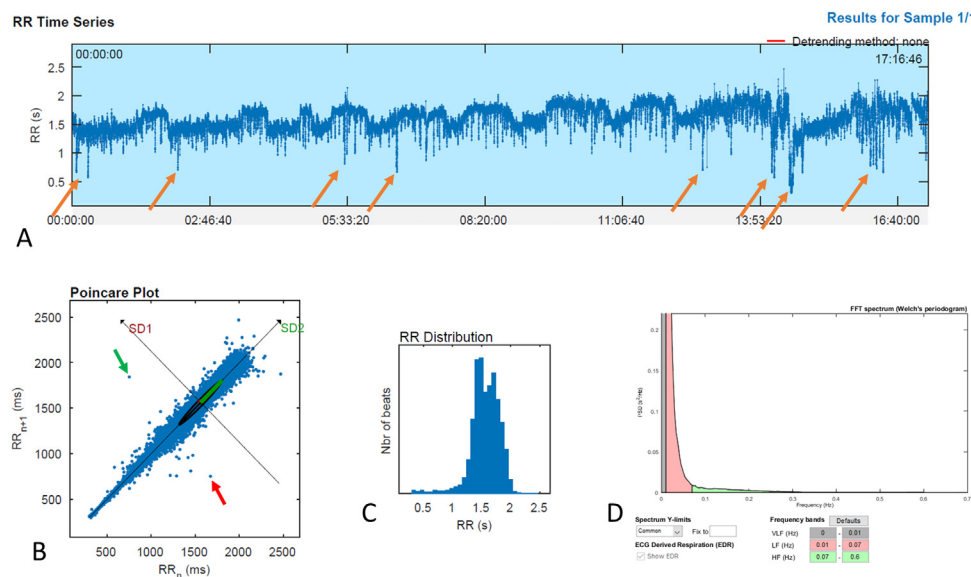 RR Time Series
Results for Sample 1/
Detrending method: none
00:00:00
17:16:46
2.5
2
1.5
1
0.5
RR (s)
00:00:00 02:46:40 05:33:20 08:20:00 11:06:40 13:53:20 16:40:00
A
Poincare Plot
SD1
SD2
2500
2000
1500
1000
500
RRn+1 (ms)
500 1000 1500 2000 2500
RRn (ms)
B
RR Distribution
Nbr of beats
0.5 1 1.5 2 2.5
RR (s)
C
FFT spectrum (Welch's periodogram)
0.2
0.15
0.1
0.05
0
PSD (s²/Hz)
0 0.1 0.2 0.3 0.4 0.5 0.6 0.7
Frequency (Hz)
D
Spectrum Y-limits
Common Fix to
ECG Derived Respiration (EDR)
Show EDR
Frequency bands Defaults
VLF (Hz) 0 - 0.01
LF (Hz) 0.01 - 0.07
HF (Hz) 0.07 - 0.6